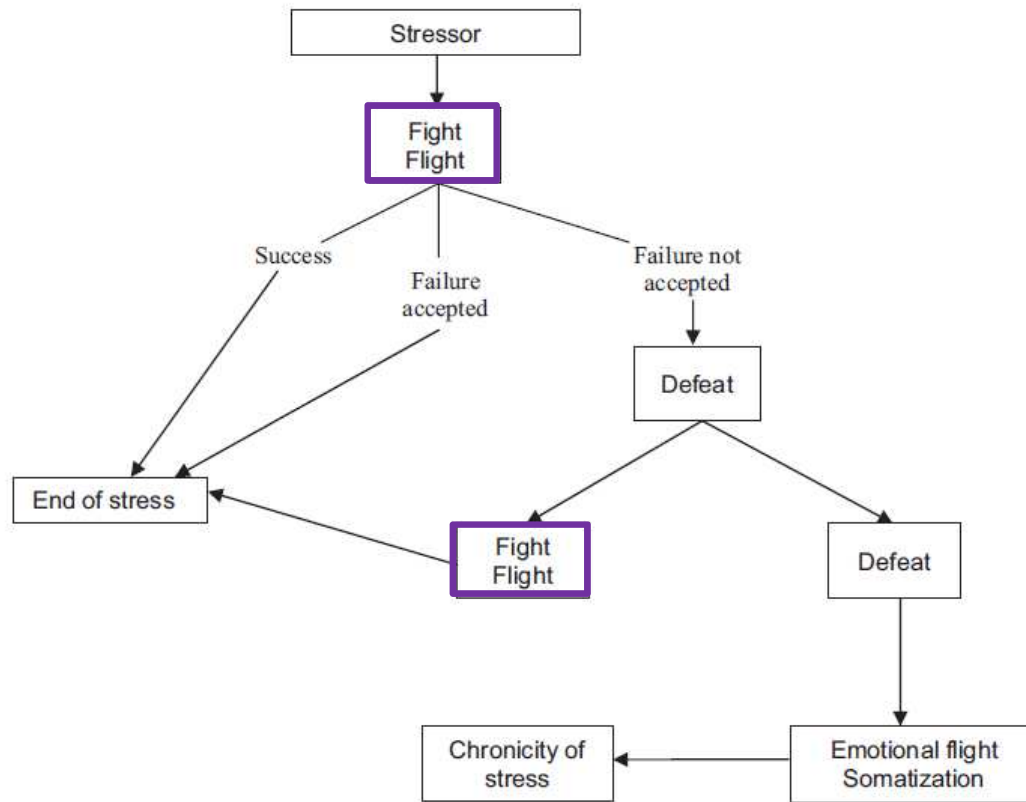 Stressor
Fight
Flight
Success
Failure
accepted
Failure not
accepted
Defeat
End of stress
Fight
Flight
Defeat
Chronicity of
stress
Emotional flight
Somatization